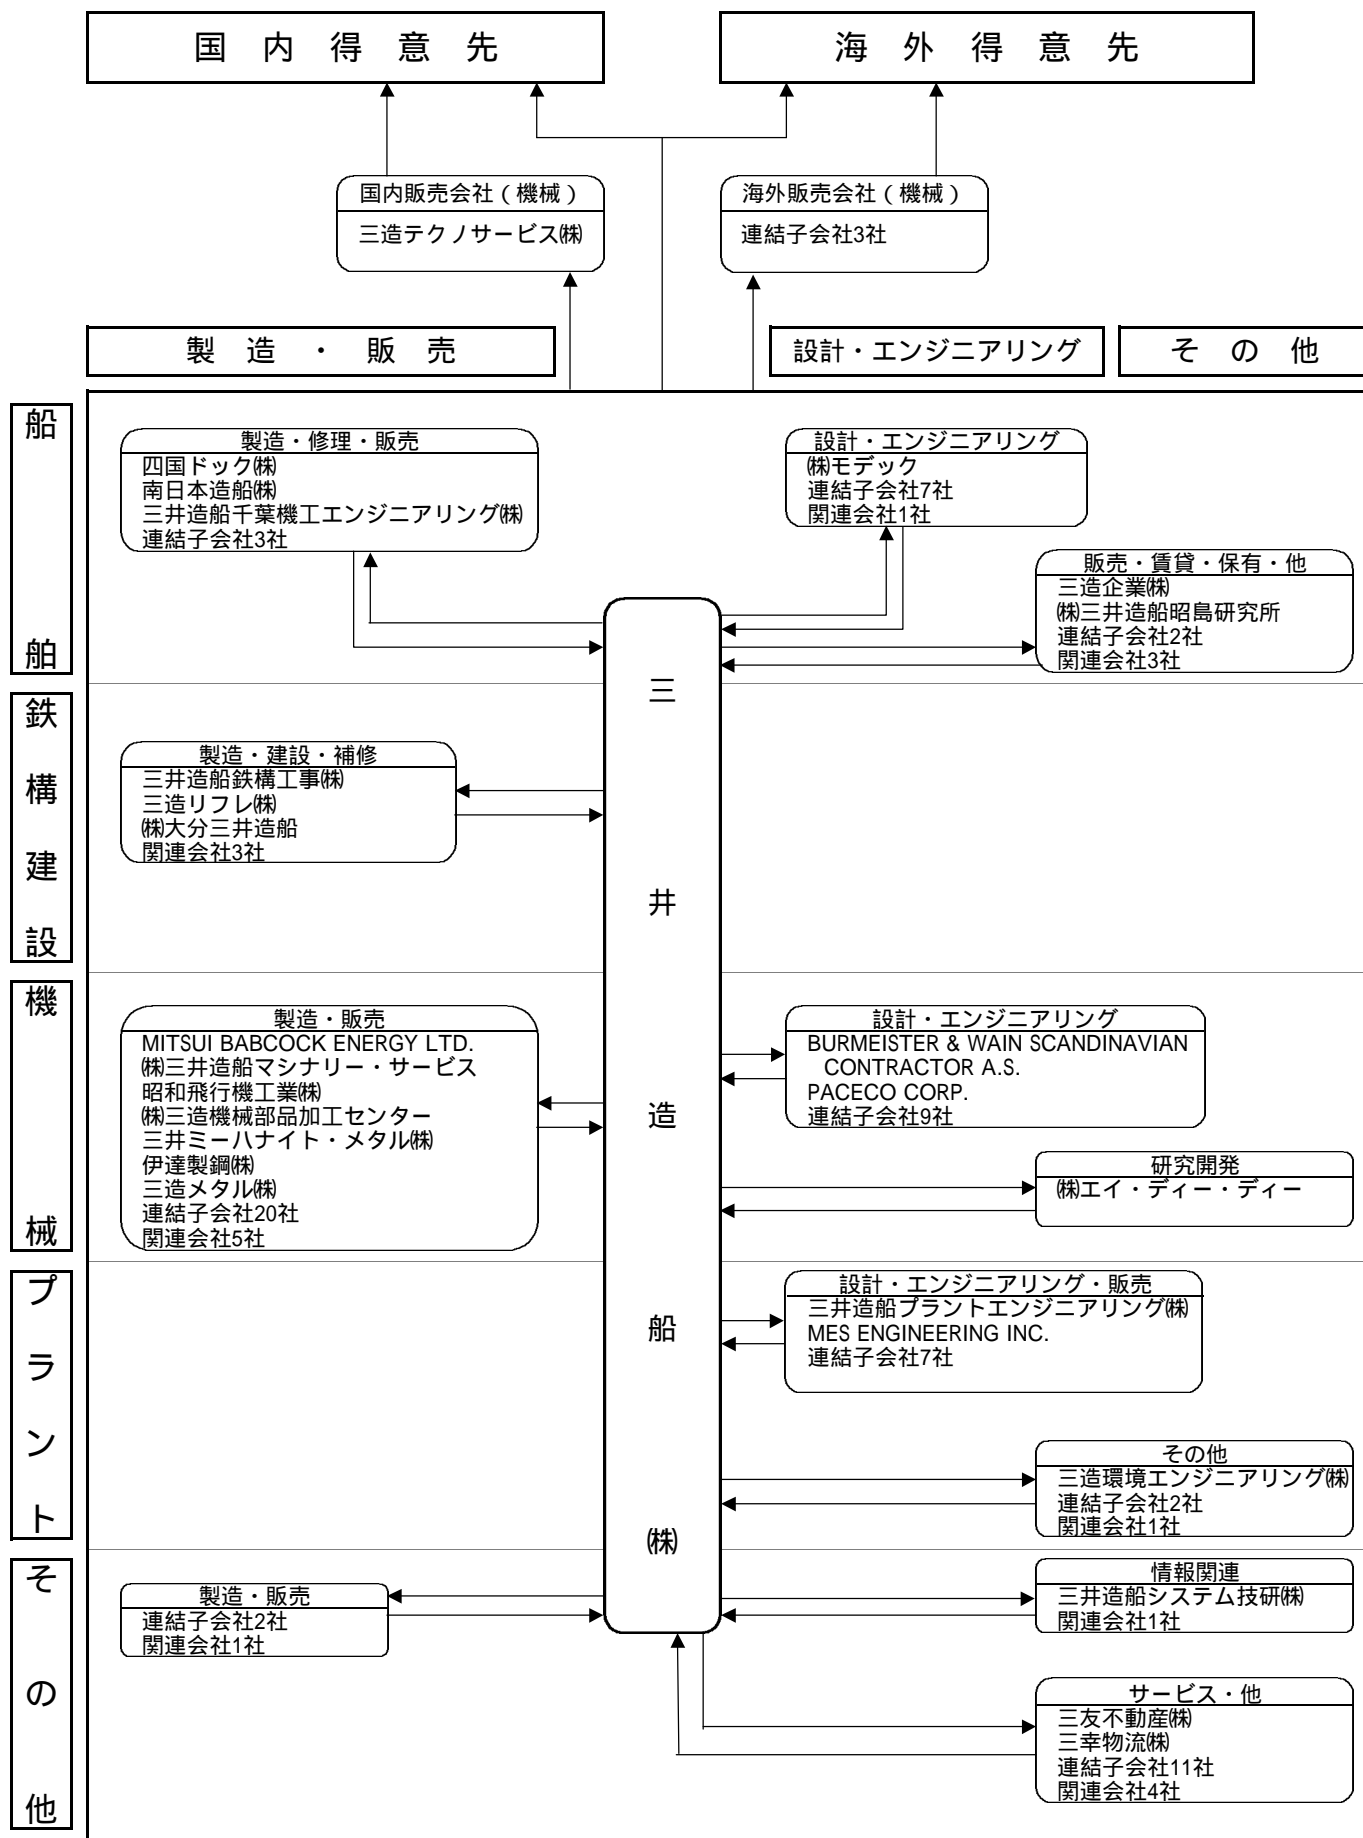 国内得意先
海外得意先
国内販売会社（機械）
三造テクノサービス㈱
海外販売会社（機械）
連結子会社3社
製造・販売
設計・エンジニアリング
その他
船舶
製造・修理・販売
四国ドック㈱
南日本造船㈱
三井造船千葉機工エンジニアリング㈱
連結子会社3社
設計・エンジニアリング
㈱モデック
連結子会社7社
関連会社1社
販売・賃貸・保有・他
三造企業㈱
㈱三井造船昭島研究所
連結子会社2社
関連会社3社
三井造船㈱
鉄構建設
製造・建設・補修
三井造船鉄構工事㈱
三造リフレ㈱
㈱大分三井造船
関連会社3社
機械
製造・販売
MITSUI BABCOCK ENERGY LTD.
㈱三井造船マシナリー・サービス
昭和飛行機工業㈱
㈱三造機械部品加工センター
三井ミーハナイト・メタル㈱
伊達製鋼㈱
三造メタル㈱
連結子会社20社
関連会社5社
設計・エンジニアリング
BURMEISTER & WAIN SCANDINAVIAN
CONTRACTOR A.S.
PACECO CORP.
連結子会社9社
研究開発
㈱エイ・ディー・ディー
プラント
設計・エンジニアリング・販売
三井造船プラントエンジニアリング㈱
MES ENGINEERING INC.
連結子会社7社
その他
三造環境エンジニアリング㈱
連結子会社2社
関連会社1社
その他
製造・販売
連結子会社2社
関連会社1社
情報関連
三井造船システム技研㈱
関連会社1社
サービス・他
三友不動産㈱
三幸物流㈱
連結子会社11社
関連会社4社